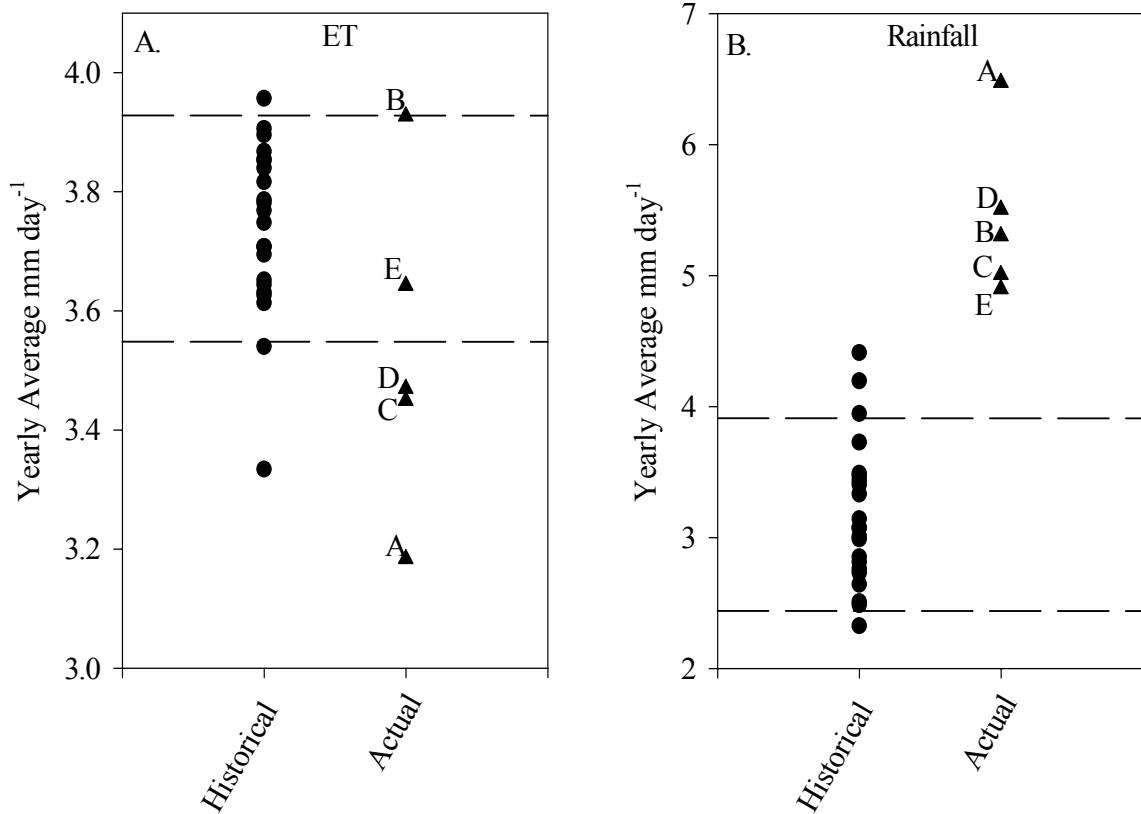 A.
ET
Yearly Average mm day-1
4.0
3.8
3.6
3.4
3.2
3.0
B
E
D
C
A
Historical
Actual
B.
Rainfall
Yearly Average mm day-1
7
6
5
4
3
2
A
D
B
C
E
Historical
Actual